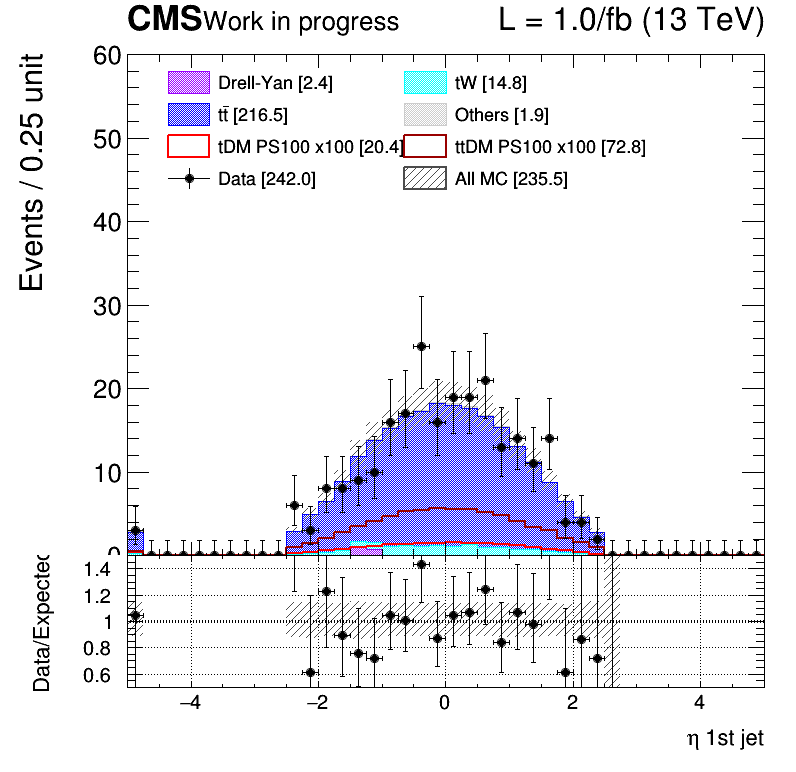 CMS Work in progress L = 1.0/fb (13 TeV)
Events / 0.25 unit
60
50
40
30
20
10
0
Drell-Yan [2.4]
tW [14.8]
tt̄ [216.5]
Others [1.9]
tDM PS100 x100 [20.4]
ttDM PS100 x100 [72.8]
Data [242.0]
All MC [235.5]
Data/Expected
1.4
1.2
1
0.8
0.6
−4 −2 0 2 4
η 1st jet